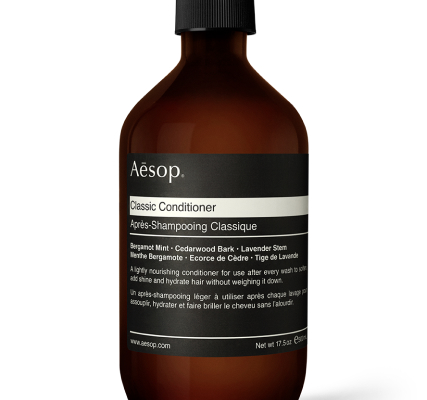 Aēsop®
Classic Conditioner
Après-Shampooing Classique
Bergamot Mint · Cedarwood Bark · Lavender Stem
Menthe Bergamote · Ecorce de Cèdre · Tige de Lavande
A lightly nourishing conditioner for use after every wash to
add shine and hydrate hair without weighing it down.
Un après-shampooing léger à utiliser après chaque lavage
assouplir, hydrater et faire briller le cheveu sans l'alourdir.
www.aesop.com Net wt 17.5oz